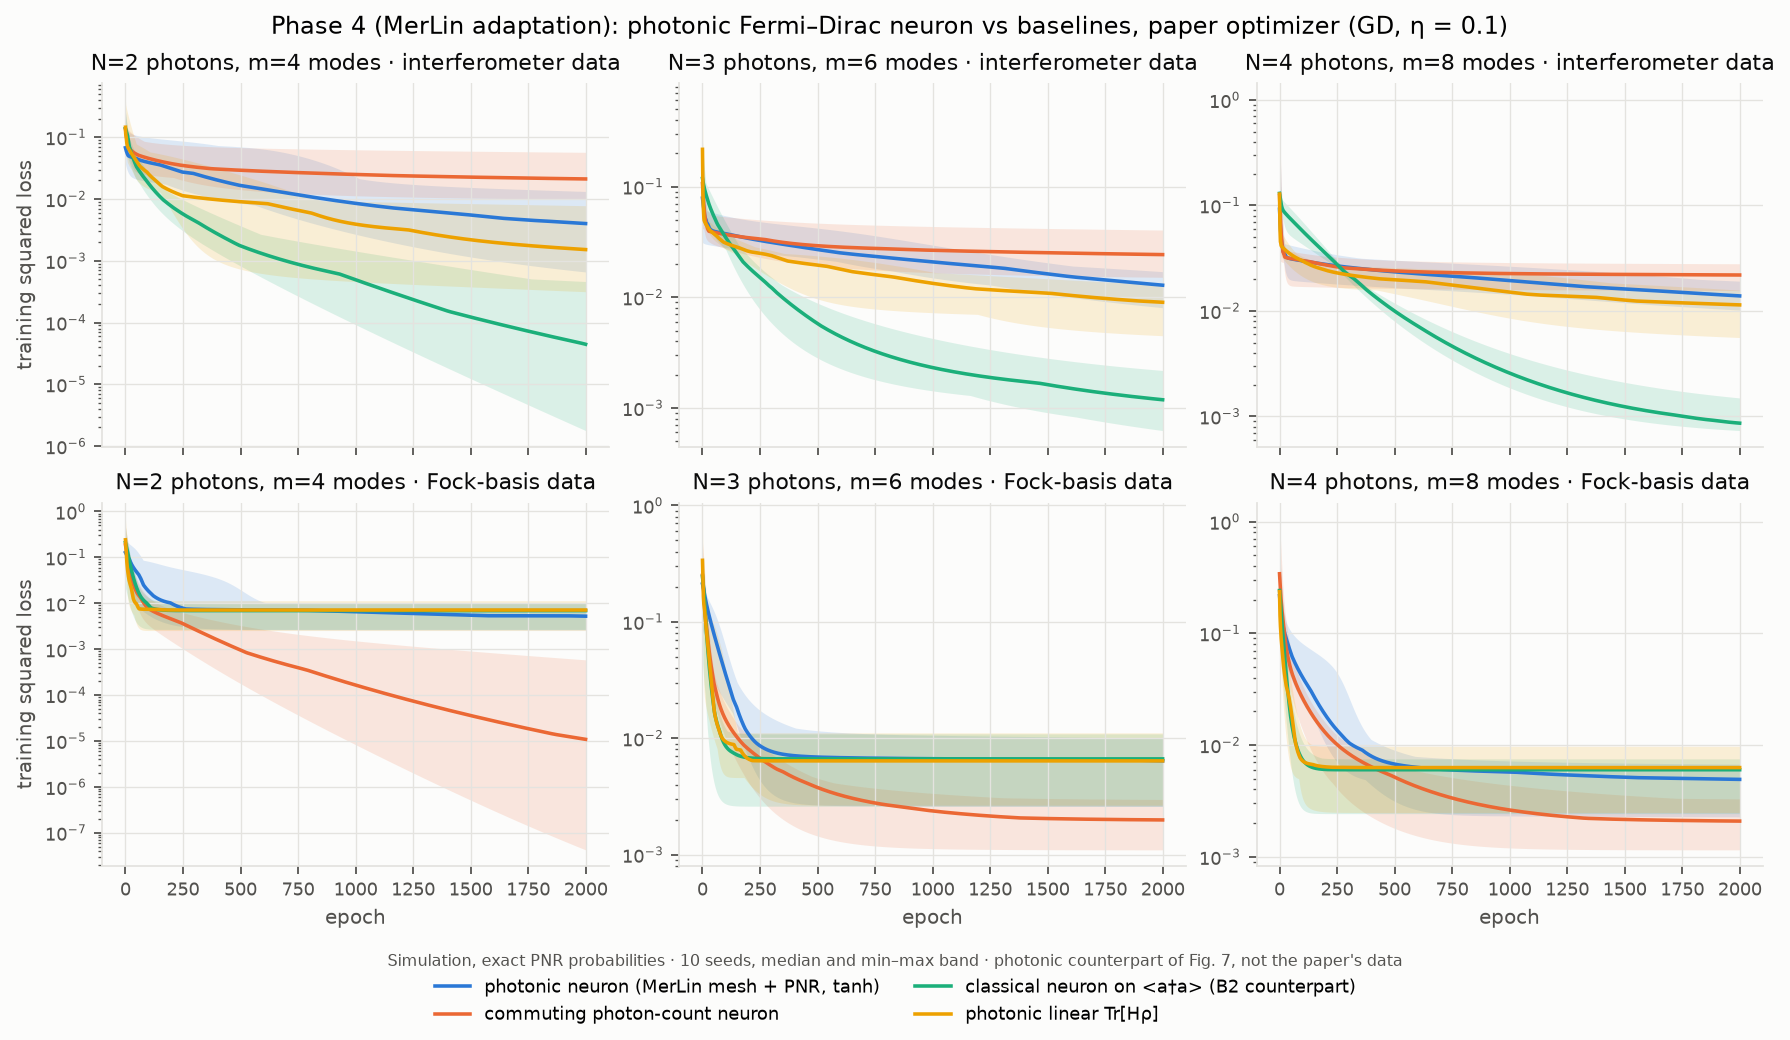 Phase 4 (MerLin adaptation): photonic Fermi–Dirac neuron vs baselines, paper optimizer (GD, η = 0.1)
N=2 photons, m=4 modes · interferometer data
N=3 photons, m=6 modes · interferometer data
N=4 photons, m=8 modes · interferometer data
training squared loss
10⁻¹
10⁻²
10⁻³
10⁻⁴
10⁻⁵
10⁻⁶
10⁻¹
10⁻²
10⁻³
10⁰
10⁻¹
10⁻²
10⁻³
N=2 photons, m=4 modes · Fock-basis data
N=3 photons, m=6 modes · Fock-basis data
N=4 photons, m=8 modes · Fock-basis data
training squared loss
10⁰
10⁻¹
10⁻²
10⁻³
10⁻⁴
10⁻⁵
10⁻⁶
10⁻⁷
10⁰
10⁻¹
10⁻²
10⁻³
10⁰
10⁻¹
10⁻²
10⁻³
0 250 500 750 1000 1250 1500 1750 2000
0 250 500 750 1000 1250 1500 1750 2000
0 250 500 750 1000 1250 1500 1750 2000
epoch
epoch
epoch
Simulation, exact PNR probabilities · 10 seeds, median and min–max band · photonic counterpart of Fig. 7, not the paper's data
photonic neuron (MerLin mesh + PNR, tanh)
commuting photon-count neuron
classical neuron on <a†a> (B2 counterpart)
photonic linear Tr[Hρ]